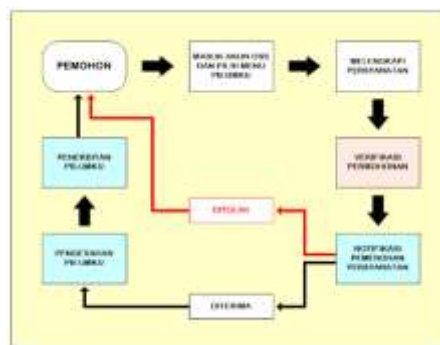 PEMOHON
MASUK AKUN OSS
DAN PILIH MENU
PB UMKU
MELENGKAPI
PERSYARATAN
VERIFIKASI
PERMOHONAN
NOTIFIKASI
PEMENUHAN
PERSYARATAN
DITOLAK
DITERIMA
PB UMKU
PENERBITAN
PB UMKU